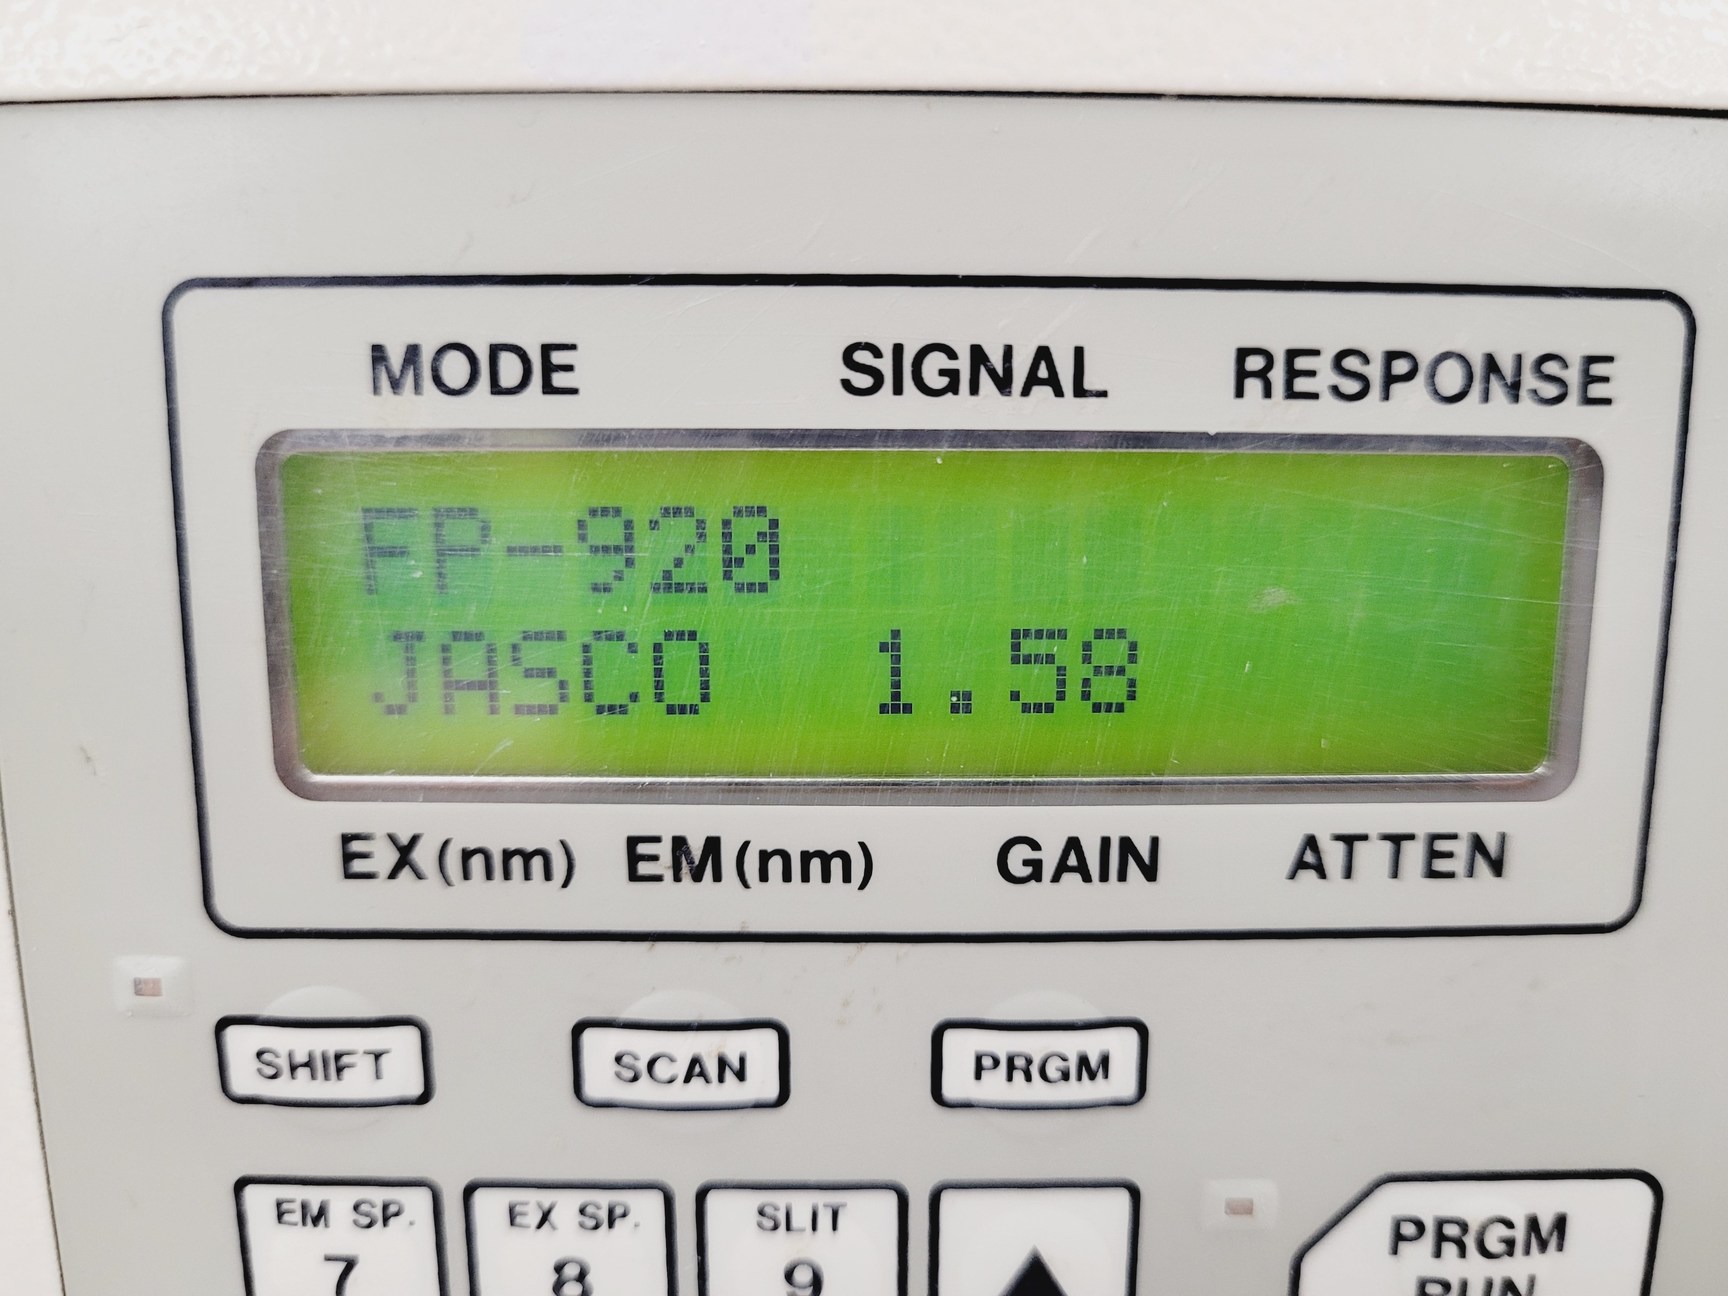 MODE SIGNAL RESPONSE
FP-920
JASCO 1.58
EX(nm) EM(nm) GAIN ATTEN
SHIFT SCAN PRGM
EM SP. EX SP. SLIT
7 8 9
PRGM
RUN